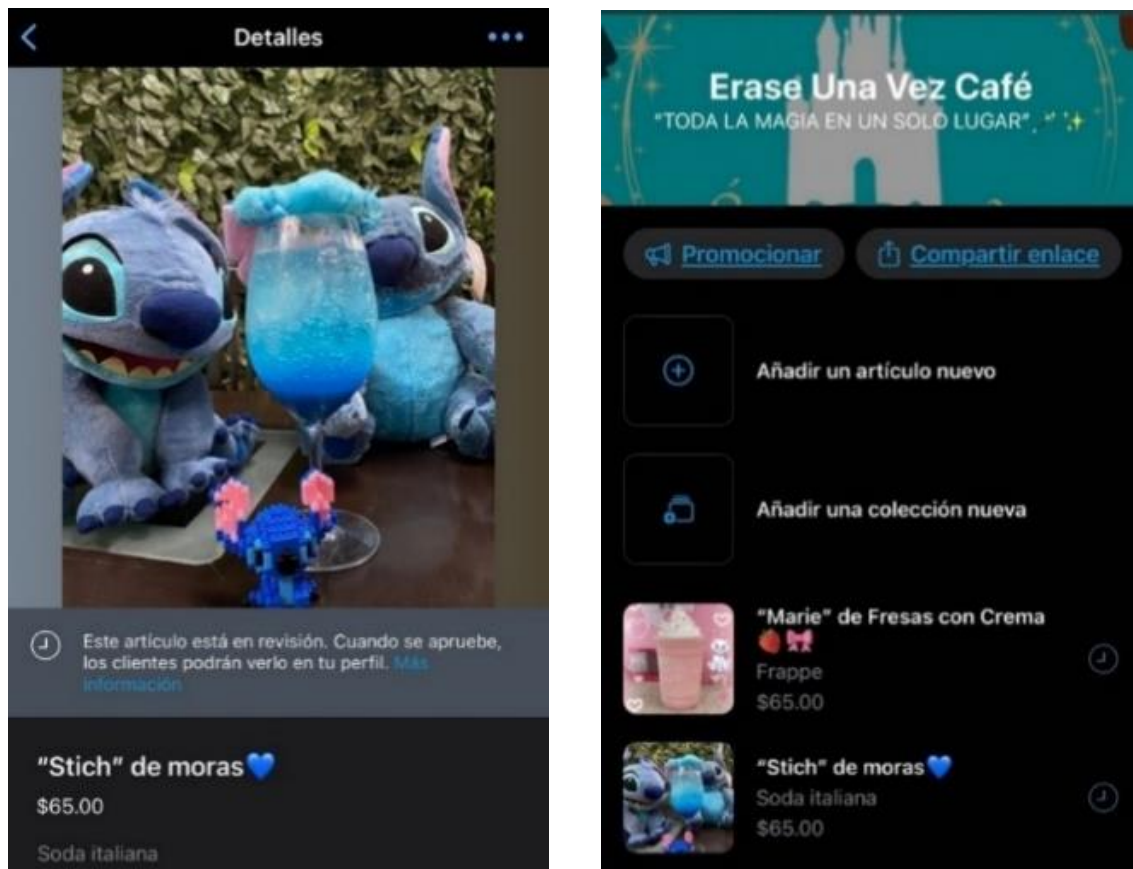 Detalles
Este artículo está en revisión. Cuando se apruebe,
los clientes podrán verlo en tu perfil. Más
información
"Stich" de moras💙
$65.00
Soda italiana
Erase Una Vez Café
"TODA LA MAGIA EN UN SOLO LUGAR"✨
Promocionar
Compartir enlace
Añadir un artículo nuevo
Añadir una colección nueva
"Marie" de Fresas con Crema
🍓🎀
Frappe
$65.00
"Stich" de moras💙
Soda italiana
$65.00